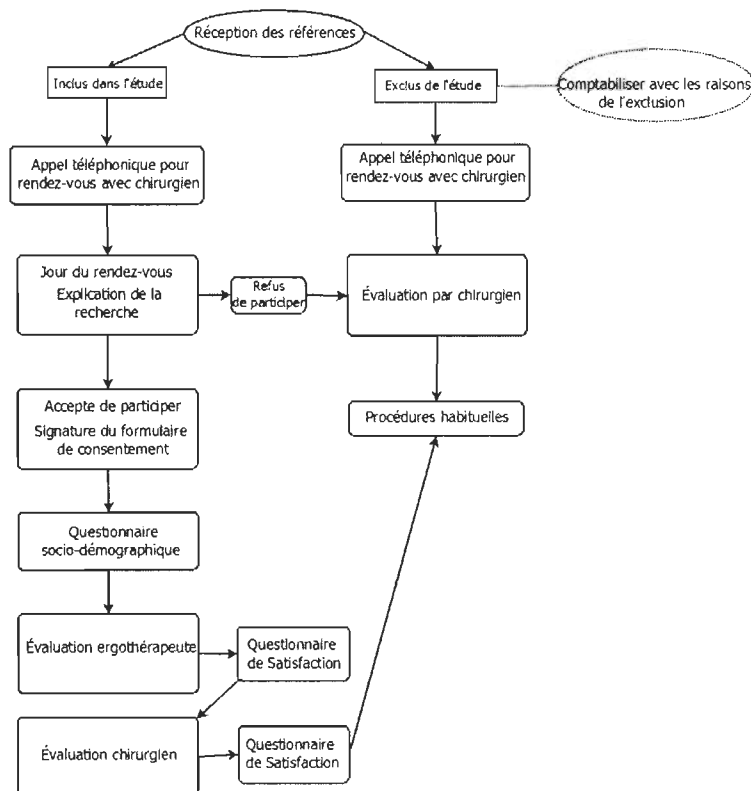 Réception des références
Inclus dans l'étude
Exclus de l'étude
Comptabiliser avec les raisons
de l'exclusion
Appel téléphonique pour
rendez-vous avec chirurgien
Appel téléphonique pour
rendez-vous avec chirurgien
Jour du rendez-vous
Explication de la
recherche
Refus
de participer
Évaluation par chirurgien
Accepte de participer
Signature du formulaire
de consentement
Procédures habituelles
Questionnaire
socio-démographique
Évaluation ergothérapeute
Questionnaire
de Satisfaction
Évaluation chirurgien
Questionnaire
de Satisfaction